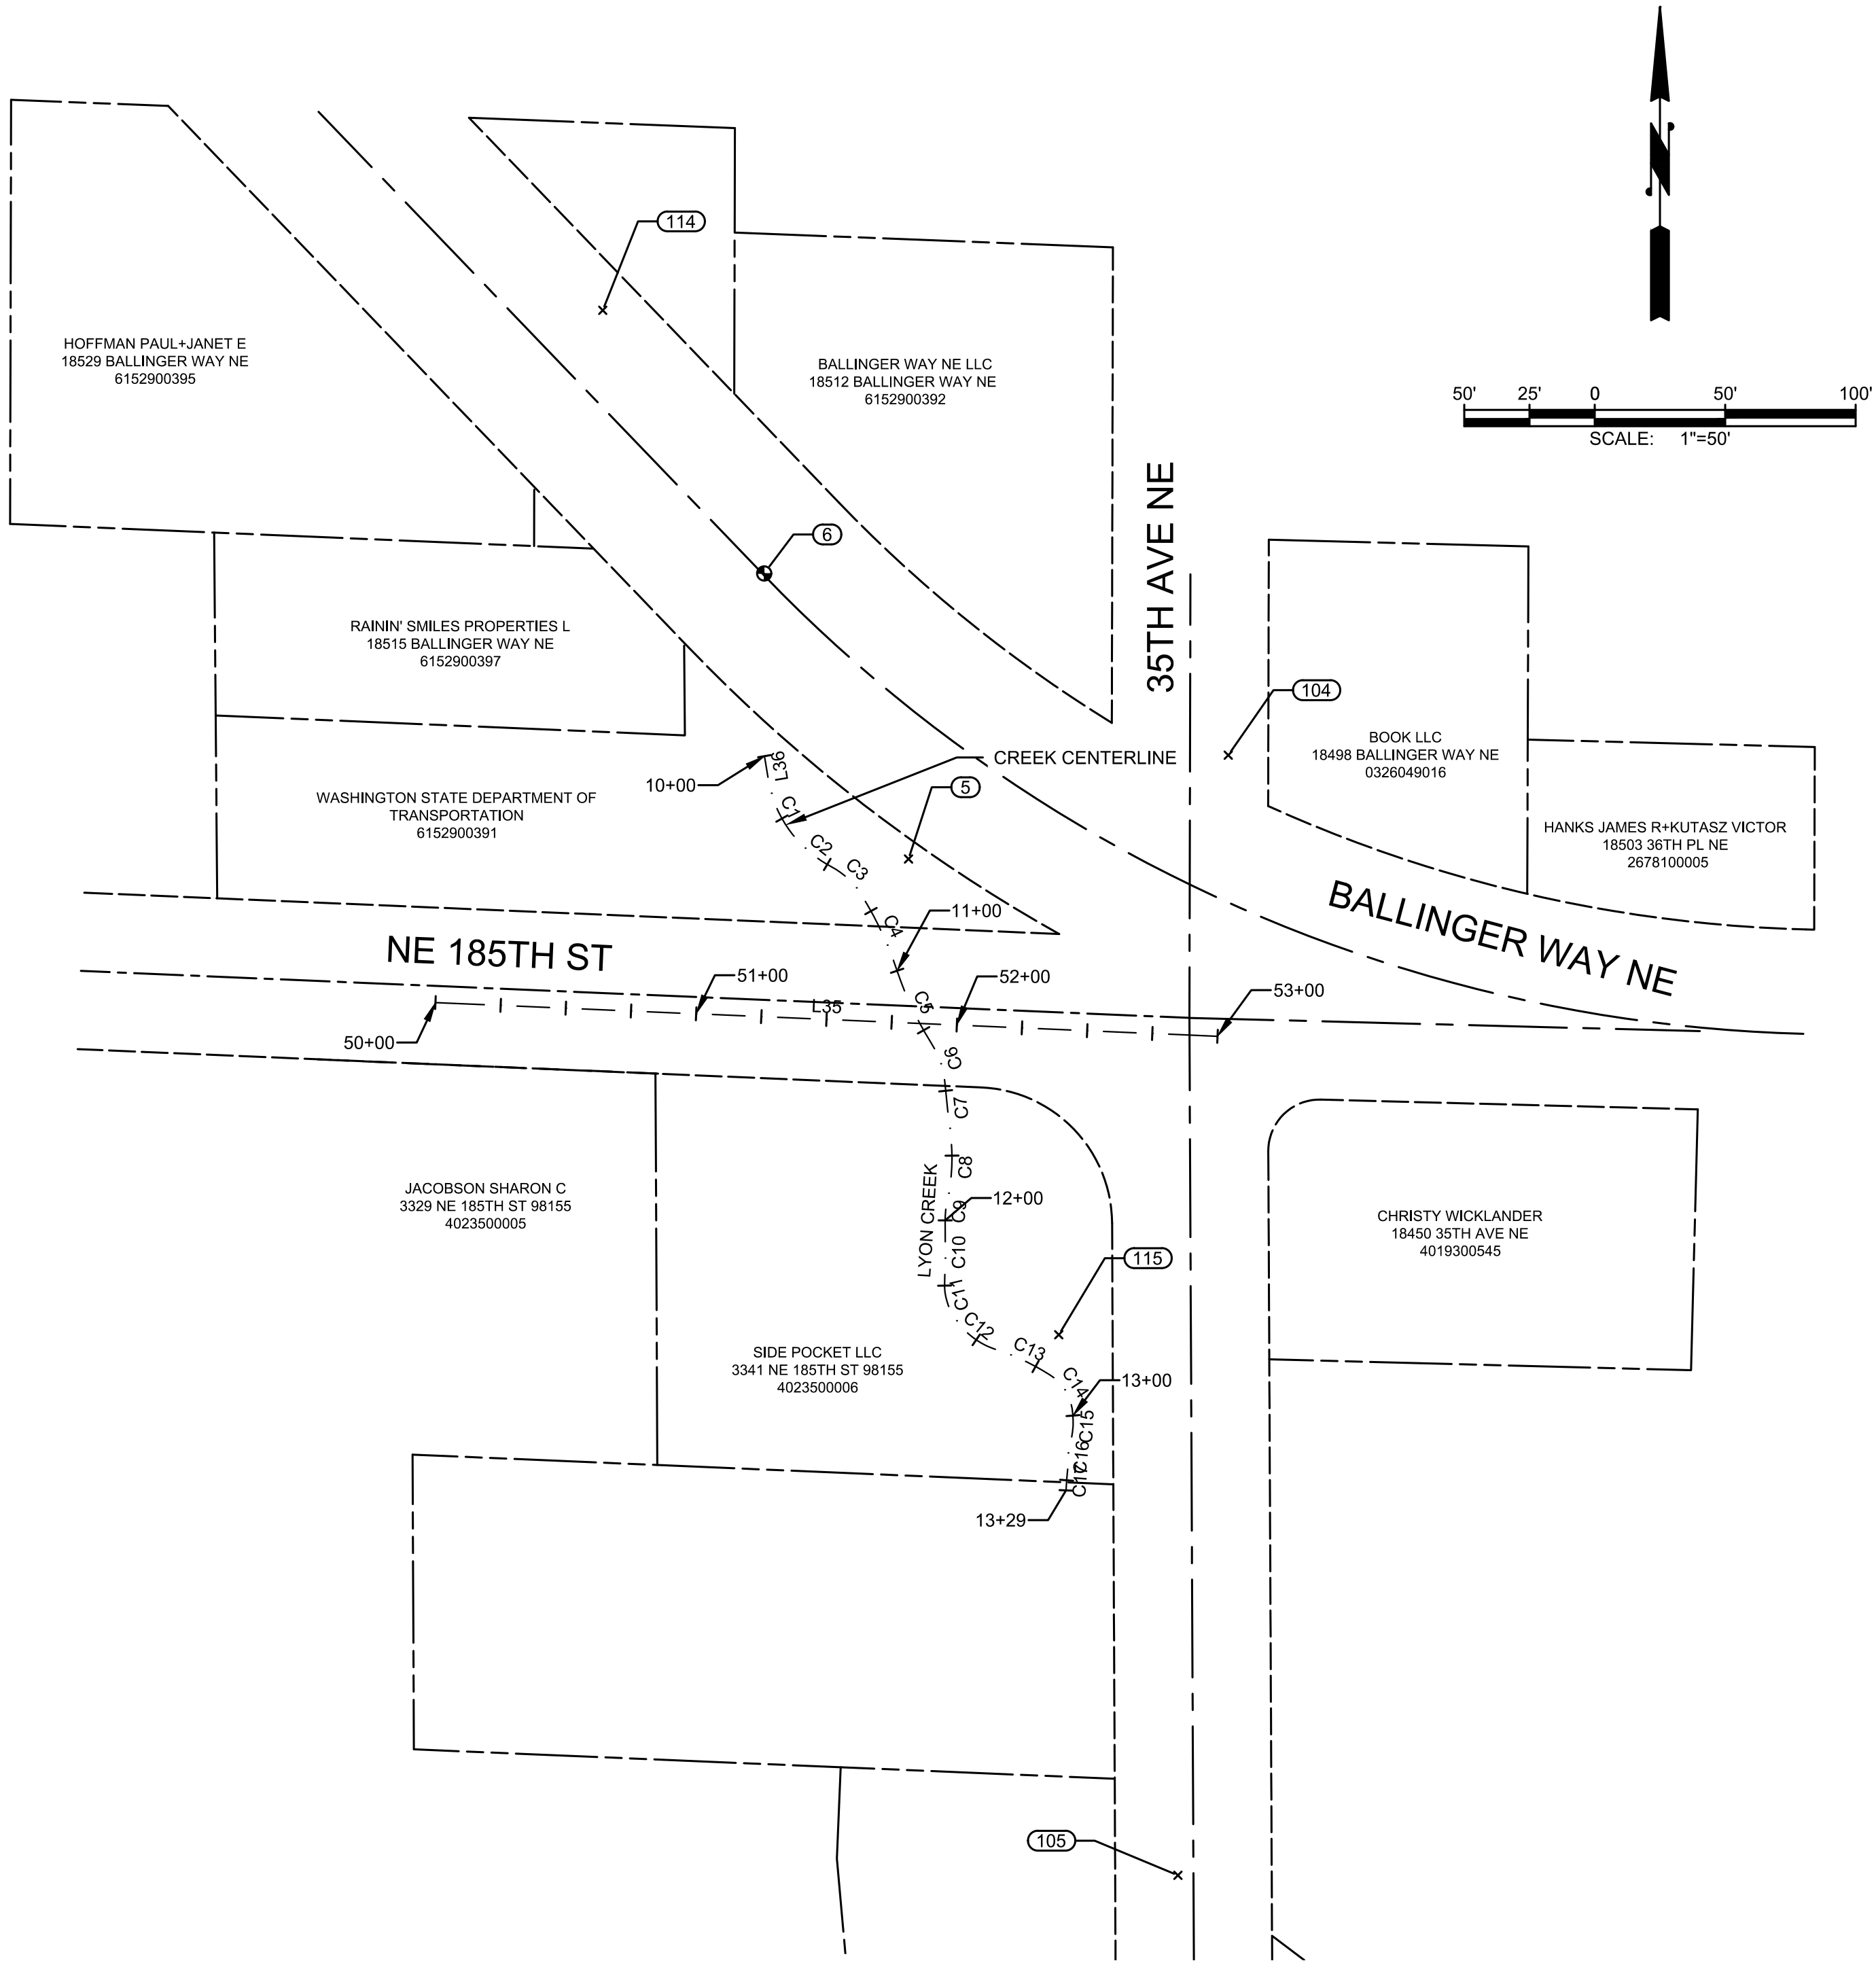 114
HOFFMAN PAUL+JANET E
18529 BALLINGER WAY NE
6152900395
BALLINGER WAY NE LLC
18512 BALLINGER WAY NE
6152900392
N
50' 25' 0 50' 100'
SCALE: 1"=50'
35TH AVE NE
6
RAININ' SMILES PROPERTIES L
18515 BALLINGER WAY NE
6152900397
104
BOOK LLC
18498 BALLINGER WAY NE
0326049016
HANKS JAMES R+KUTASZ VICTOR
18503 36TH PL NE
2678100005
CREEK CENTERLINE
L36
10+00
5
WASHINGTON STATE DEPARTMENT OF
TRANSPORTATION
6152900391
C1
C2
C3
C4
11+00
BALLINGER WAY NE
NE 185TH ST
51+00
52+00
53+00
L35
C5
50+00
C6
C7
C8
LYON CREEK
12+00
C9
C10
C11
C12
C13
C14
C15
C16
C17
JACOBSON SHARON C
3329 NE 185TH ST 98155
4023500005
CHRISTY WICKLANDER
18450 35TH AVE NE
4019300545
115
SIDE POCKET LLC
3341 NE 185TH ST 98155
4023500006
13+00
13+29
105